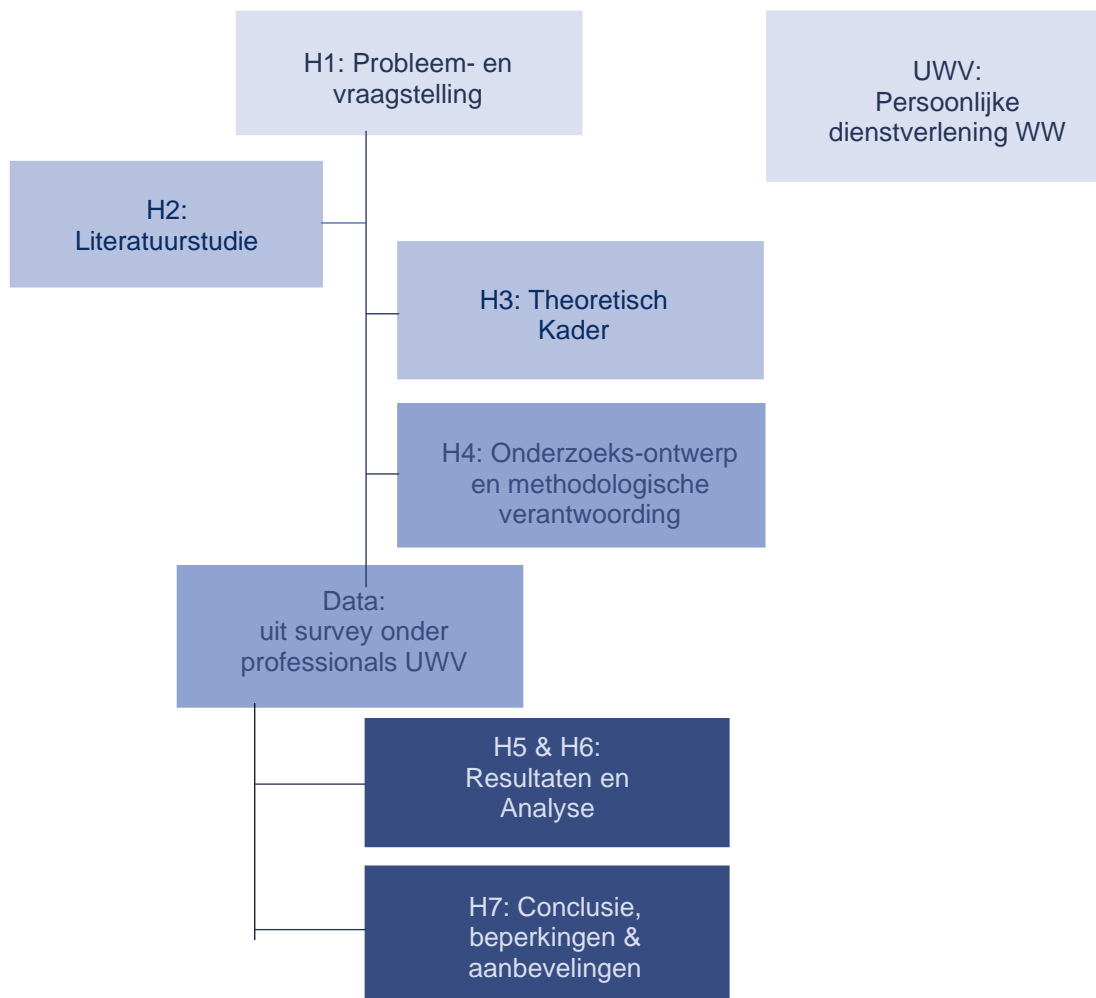 H1: Probleem- en
vraagstelling
UWV:
Persoonlijke
dienstverlening WW
H2:
Literatuurstudie
H3: Theoretisch
Kader
H4: Onderzoeks-ontwerp
en methodologische
verantwoording
Data:
uit survey onder
professionals UWV
H5 & H6:
Resultaten en
Analyse
H7: Conclusie,
beperkingen &
aanbevelingen